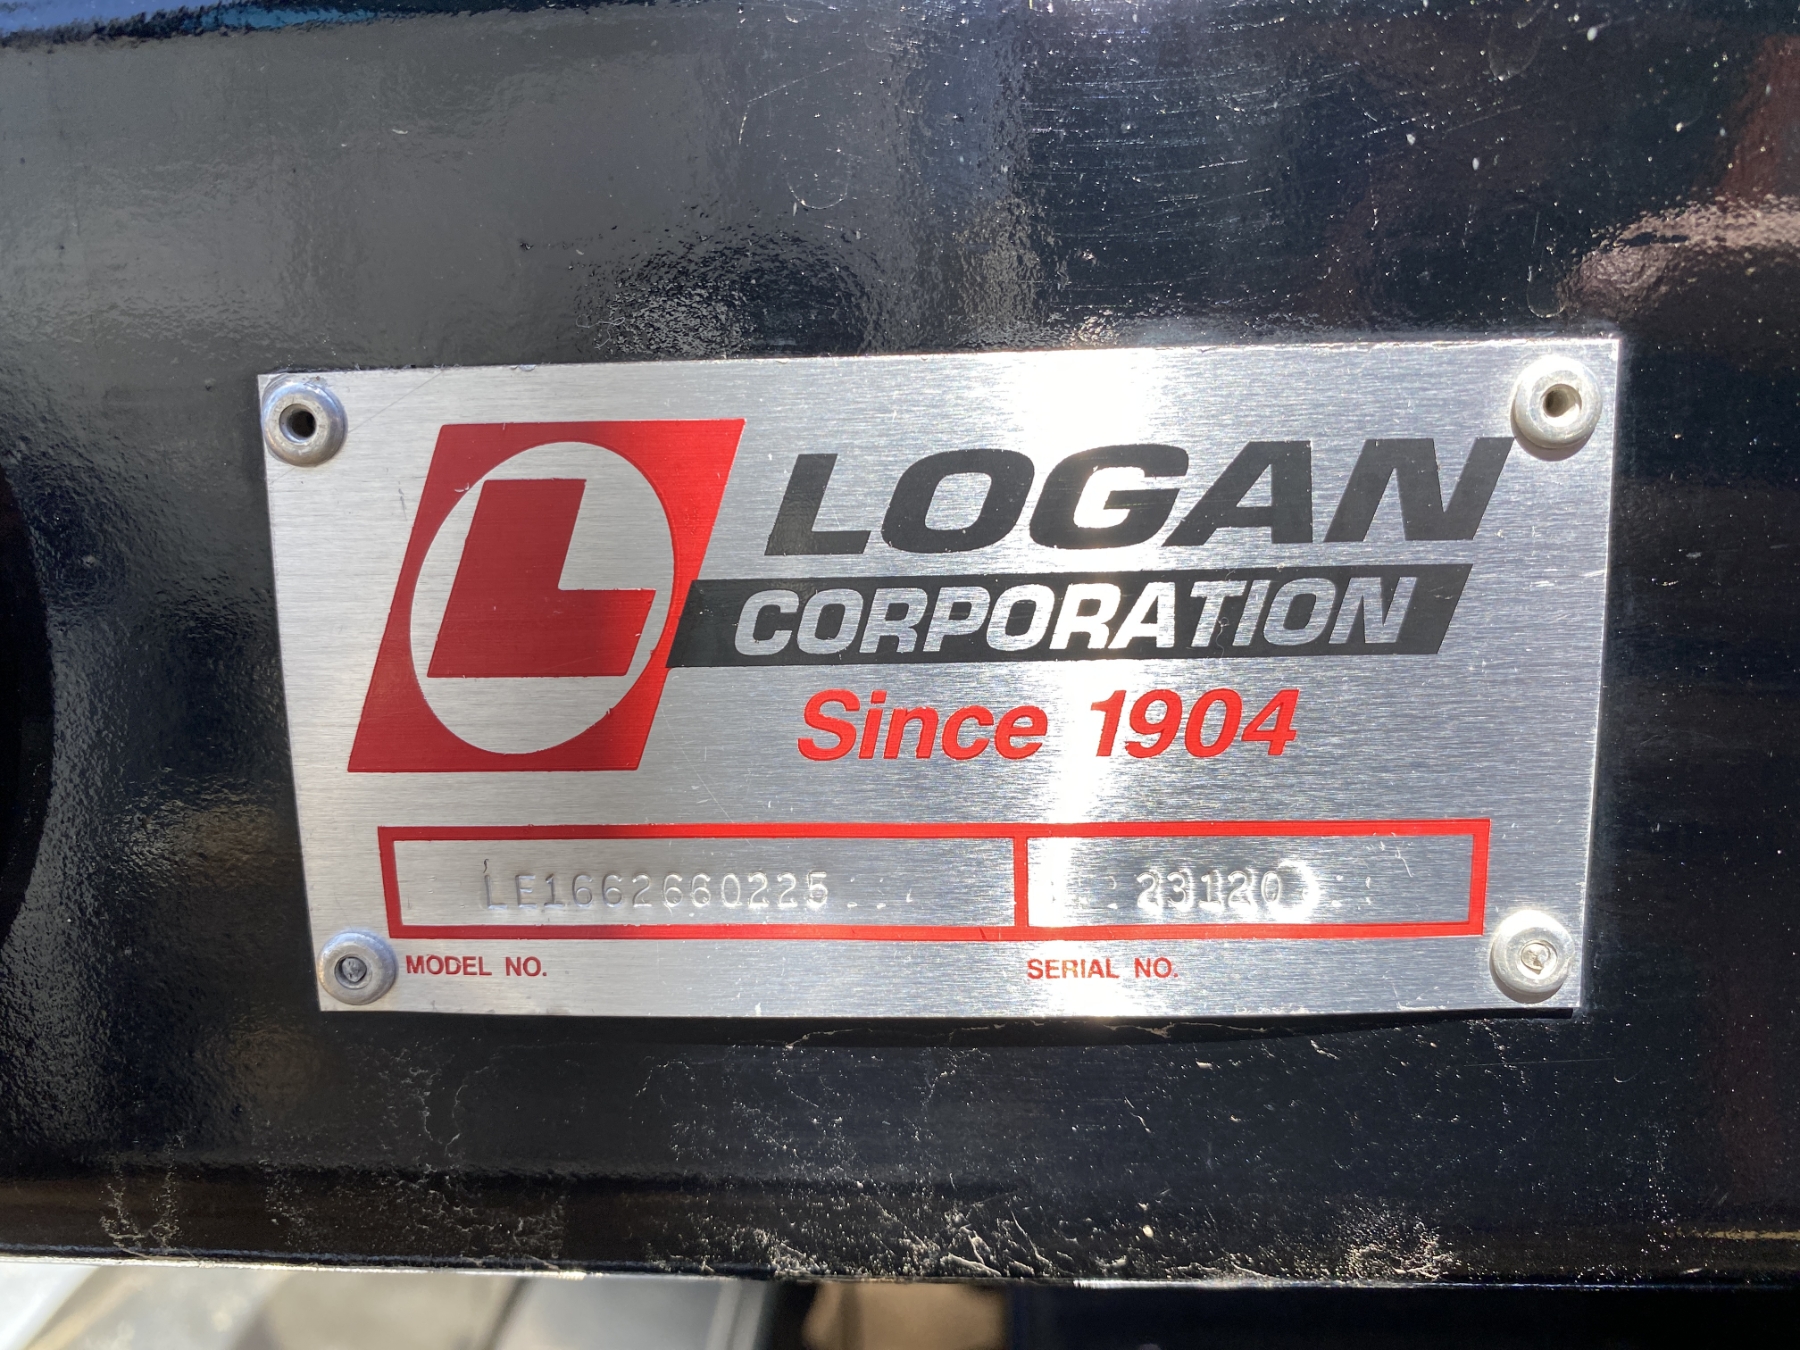 L
LOGAN
CORPORATION
Since 1904
LE1662660225 23120
MODEL NO. SERIAL NO.